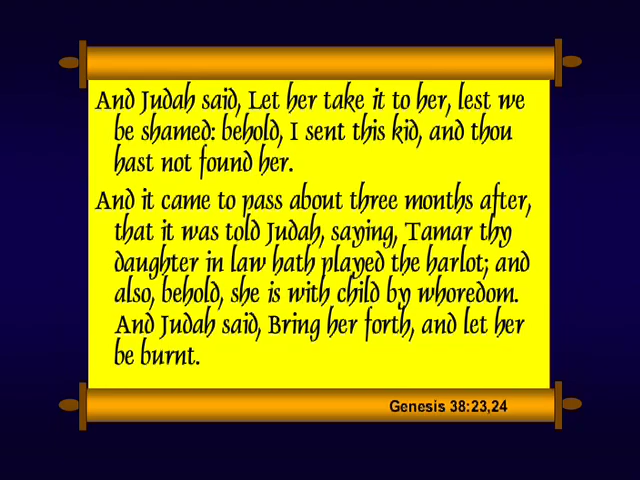 And Judah said, Let her take it to her, lest we
be shamed: behold, I sent this kid, and thou
hast not found her.
And it came to pass about three months after,
that it was told Judah, saying, Tamar thy
daughter in law hath played the harlot; and
also, behold, she is with child by whoredom.
And Judah said, Bring her forth, and let her
be burnt.
Genesis 38:23,24